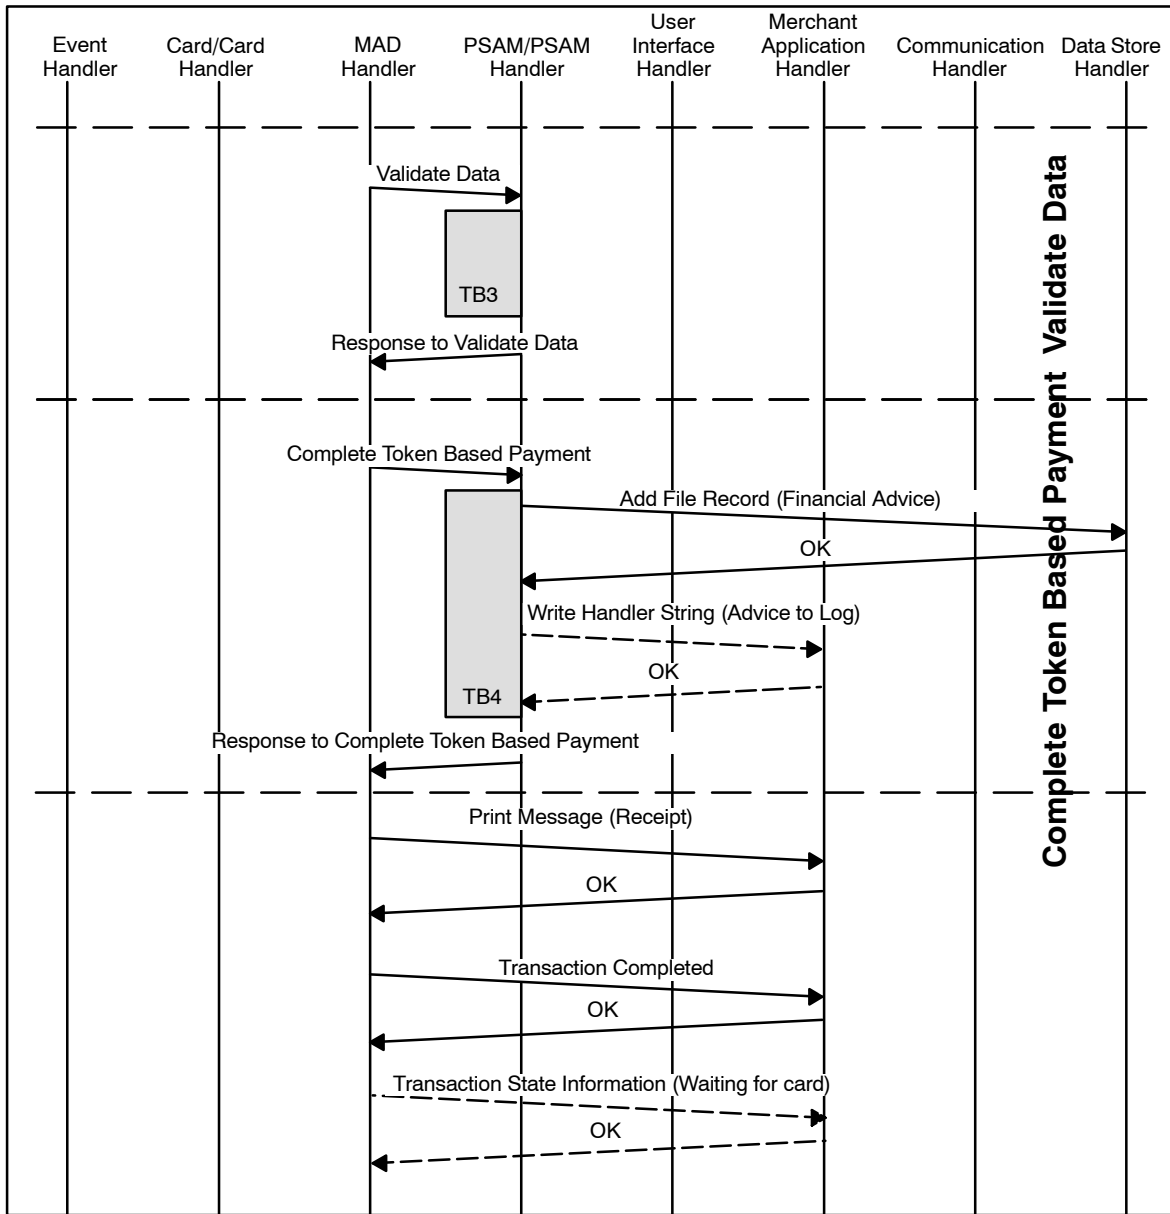 Event
Handler
Card/Card
Handler
MAD
Handler
PSAM/PSAM
Handler
User
Interface
Handler
Merchant
Application
Handler
Communication
Handler
Data Store
Handler
Validate Data
TB3
Response to Validate Data
Complete Token Based Payment
Add File Record (Financial Advice)
OK
Write Handler String (Advice to Log)
OK
TB4
Response to Complete Token Based Payment
Print Message (Receipt)
OK
Transaction Completed
OK
Transaction State Information (Waiting for card)
OK
Complete Token Based Payment Validate Data